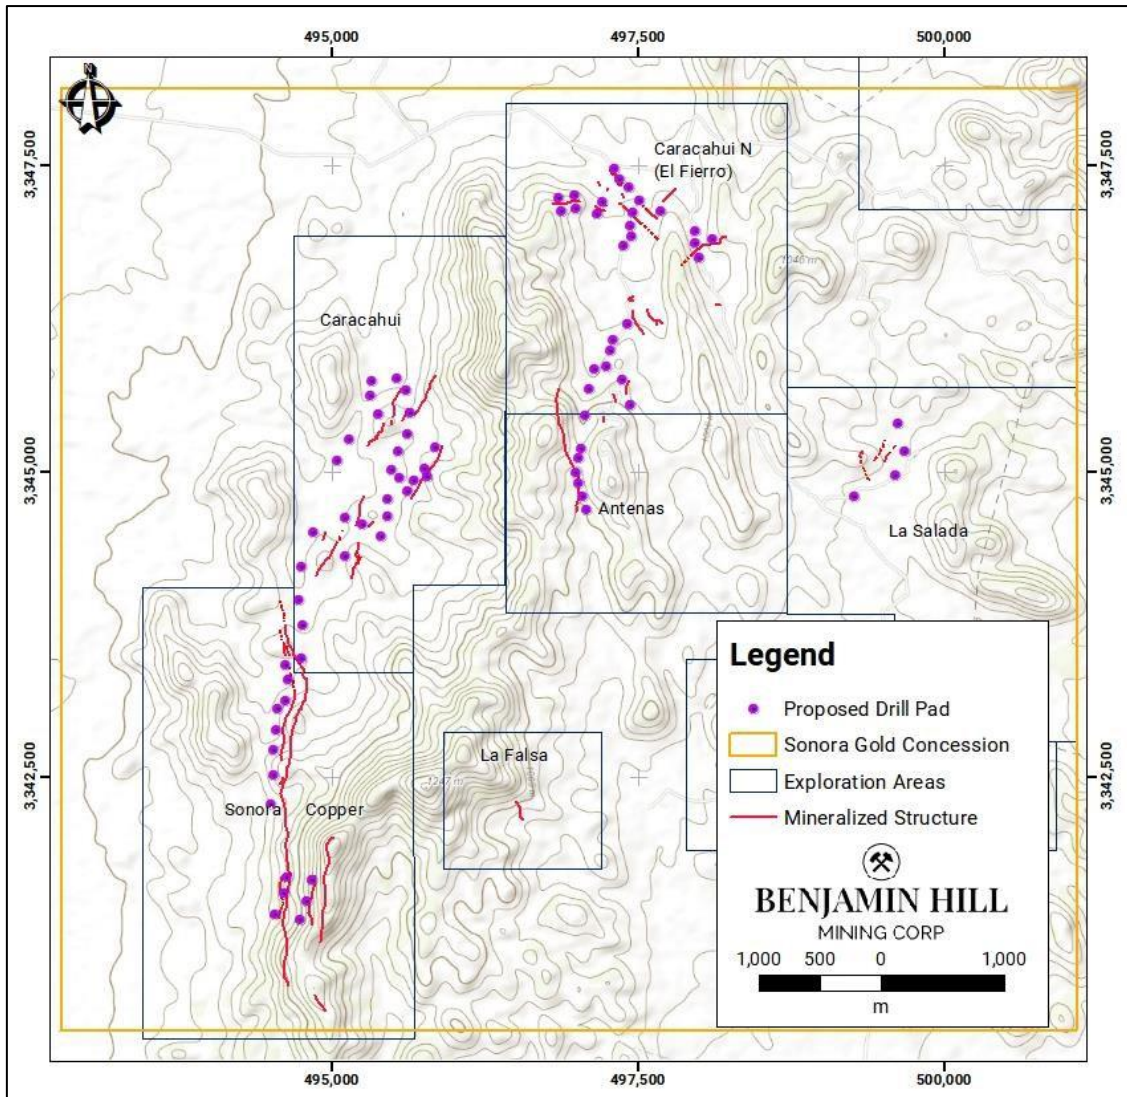 495,000
497,500
500,000
N
3,347,500
3,347,500
Caracahui N
(El Fierro)
1046 m
Caracahui
3,345,000
3,345,000
Antenas
La Salada
Legend
Proposed Drill Pad
Sonora Gold Concession
Exploration Areas
Mineralized Structure
La Falsa
1247 m
3,342,500
3,342,500
Sonora Copper
BENJAMIN HILL
MINING CORP
1,000 500 0 1,000
m
495,000
497,500
500,000